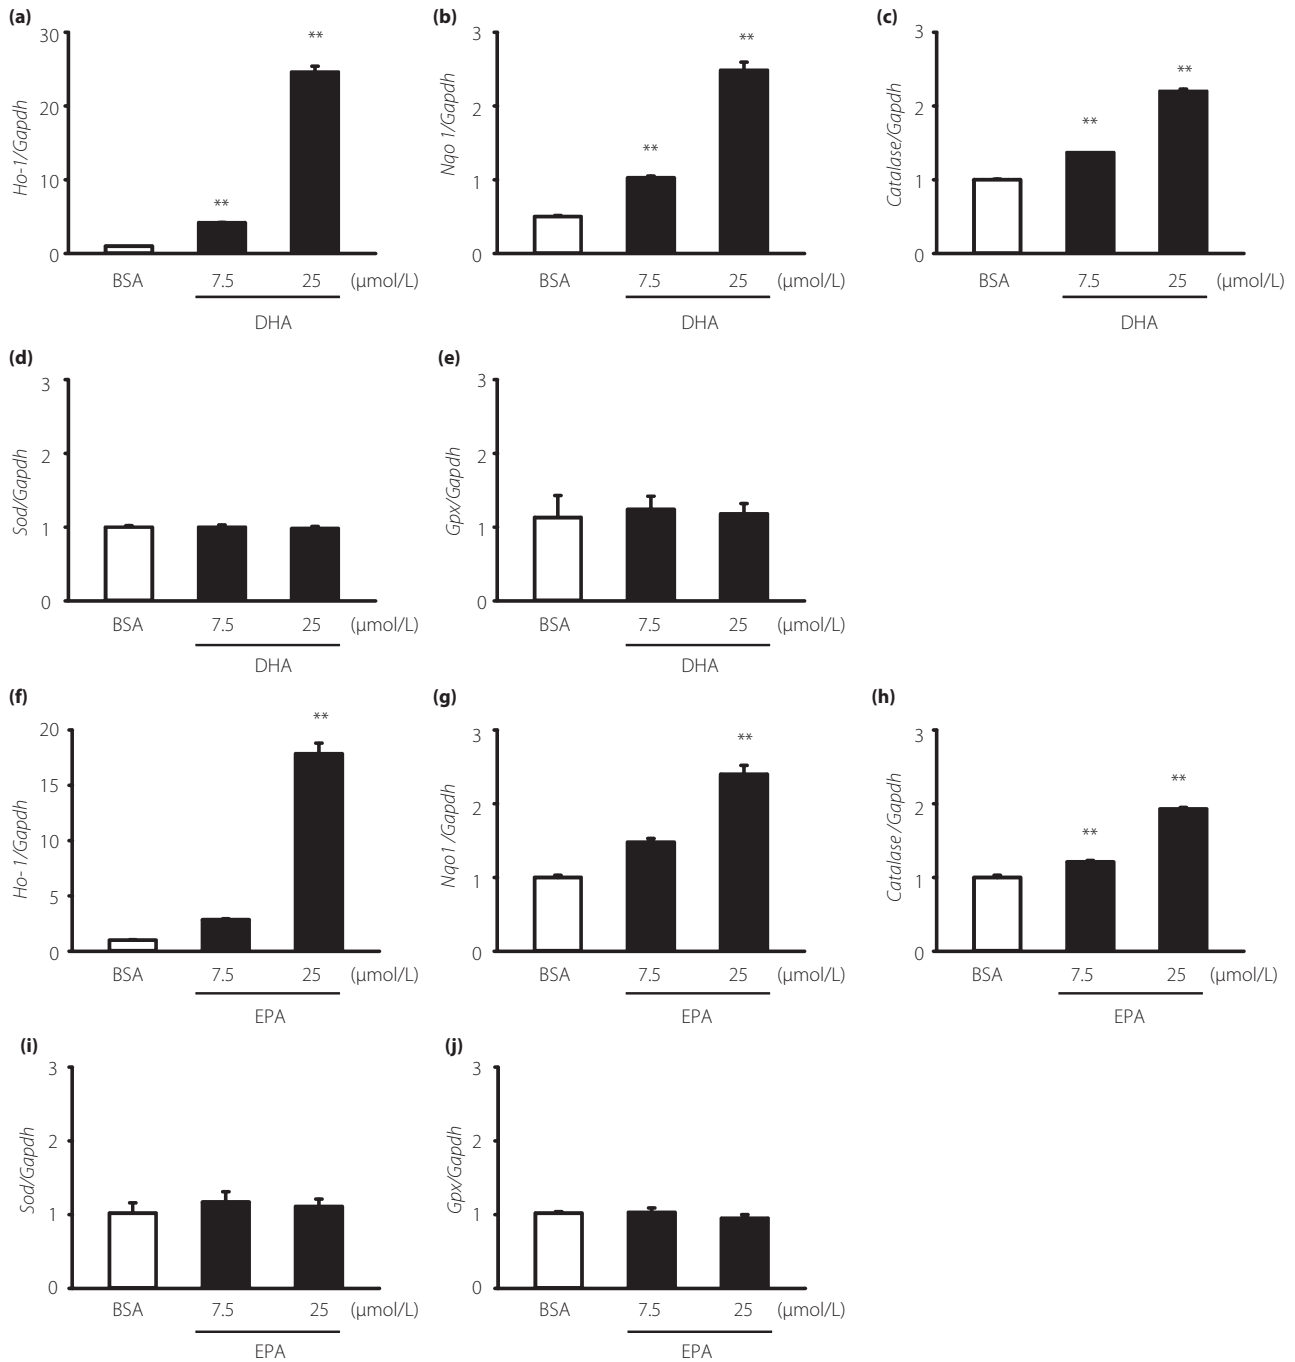 (a)
30
20
10
0
Ho-1/Gapdh
**
**
BSA 7.5 25 (µmol/L)
DHA
(b)
3
2
1
0
Nqo 1/Gapdh
**
**
BSA 7.5 25 (µmol/L)
DHA
(c)
3
2
1
0
Catalase/Gapdh
**
**
BSA 7.5 25 (µmol/L)
DHA
(d)
3
2
1
0
Sod/Gapdh
BSA 7.5 25 (µmol/L)
DHA
(e)
3
2
1
0
Gpx/Gapdh
BSA 7.5 25 (µmol/L)
DHA
(f)
20
15
10
5
0
Ho- 1/Gapdh
**
BSA 7.5 25 (µmol/L)
EPA
(g)
3
2
1
0
Nqo1 /Gapdh
**
BSA 7.5 25 (µmol/L)
EPA
(h)
3
2
1
0
Catalase /Gapdh
**
**
BSA 7.5 25 (µmol/L)
EPA
(i)
3
2
1
0
Sod/Gapdh
BSA 7.5 25 (µmol/L)
EPA
(j)
3
2
1
0
Gpx/Gapdh
BSA 7.5 25 (µmol/L)
EPA